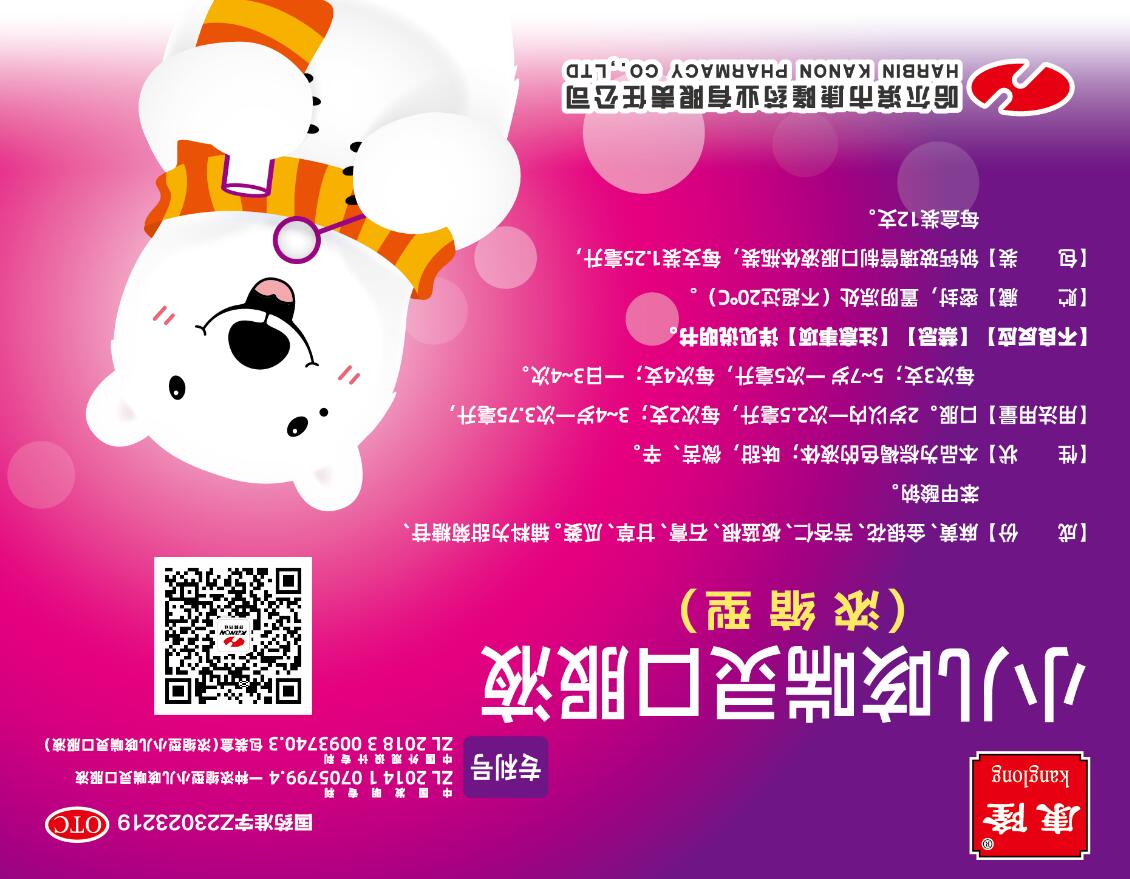 康隆
kanglong
®
国药准字Z23023219
OTC
专利号
中国发明专利
ZL 2014 1 0705799.4 一种浓缩型小儿咳喘灵口服液
中国外观设计专利
ZL 2018 3 0093740.3 包装盒(浓缩型小儿咳喘灵口服液)
小儿咳喘灵口服液
（浓缩型）
KANON
【成　　份】麻黄、金银花、苦杏仁、板蓝根、石膏、甘草、瓜蒌。辅料为甜菊糖苷、
苯甲酸钠。
【性　　状】本品为棕褐色的液体；味甜，微苦、辛。
【用法用量】口服。2岁以内一次2.5毫升，每次2支；3~4岁一次3.75毫升，
每次3支；5~7岁 一次5毫升，每次4支；一日3~4次。
【不良反应】【禁忌】【注意事项】详见说明书。
【贮　　藏】密封，置阴凉处（不超过20℃）。
【包　　装】钠钙玻璃管制口服液体瓶装，每支装1.25毫升，
每盒装12支。
哈尔滨市康隆药业有限责任公司
HARBIN KANON PHARMACY CO.,LTD